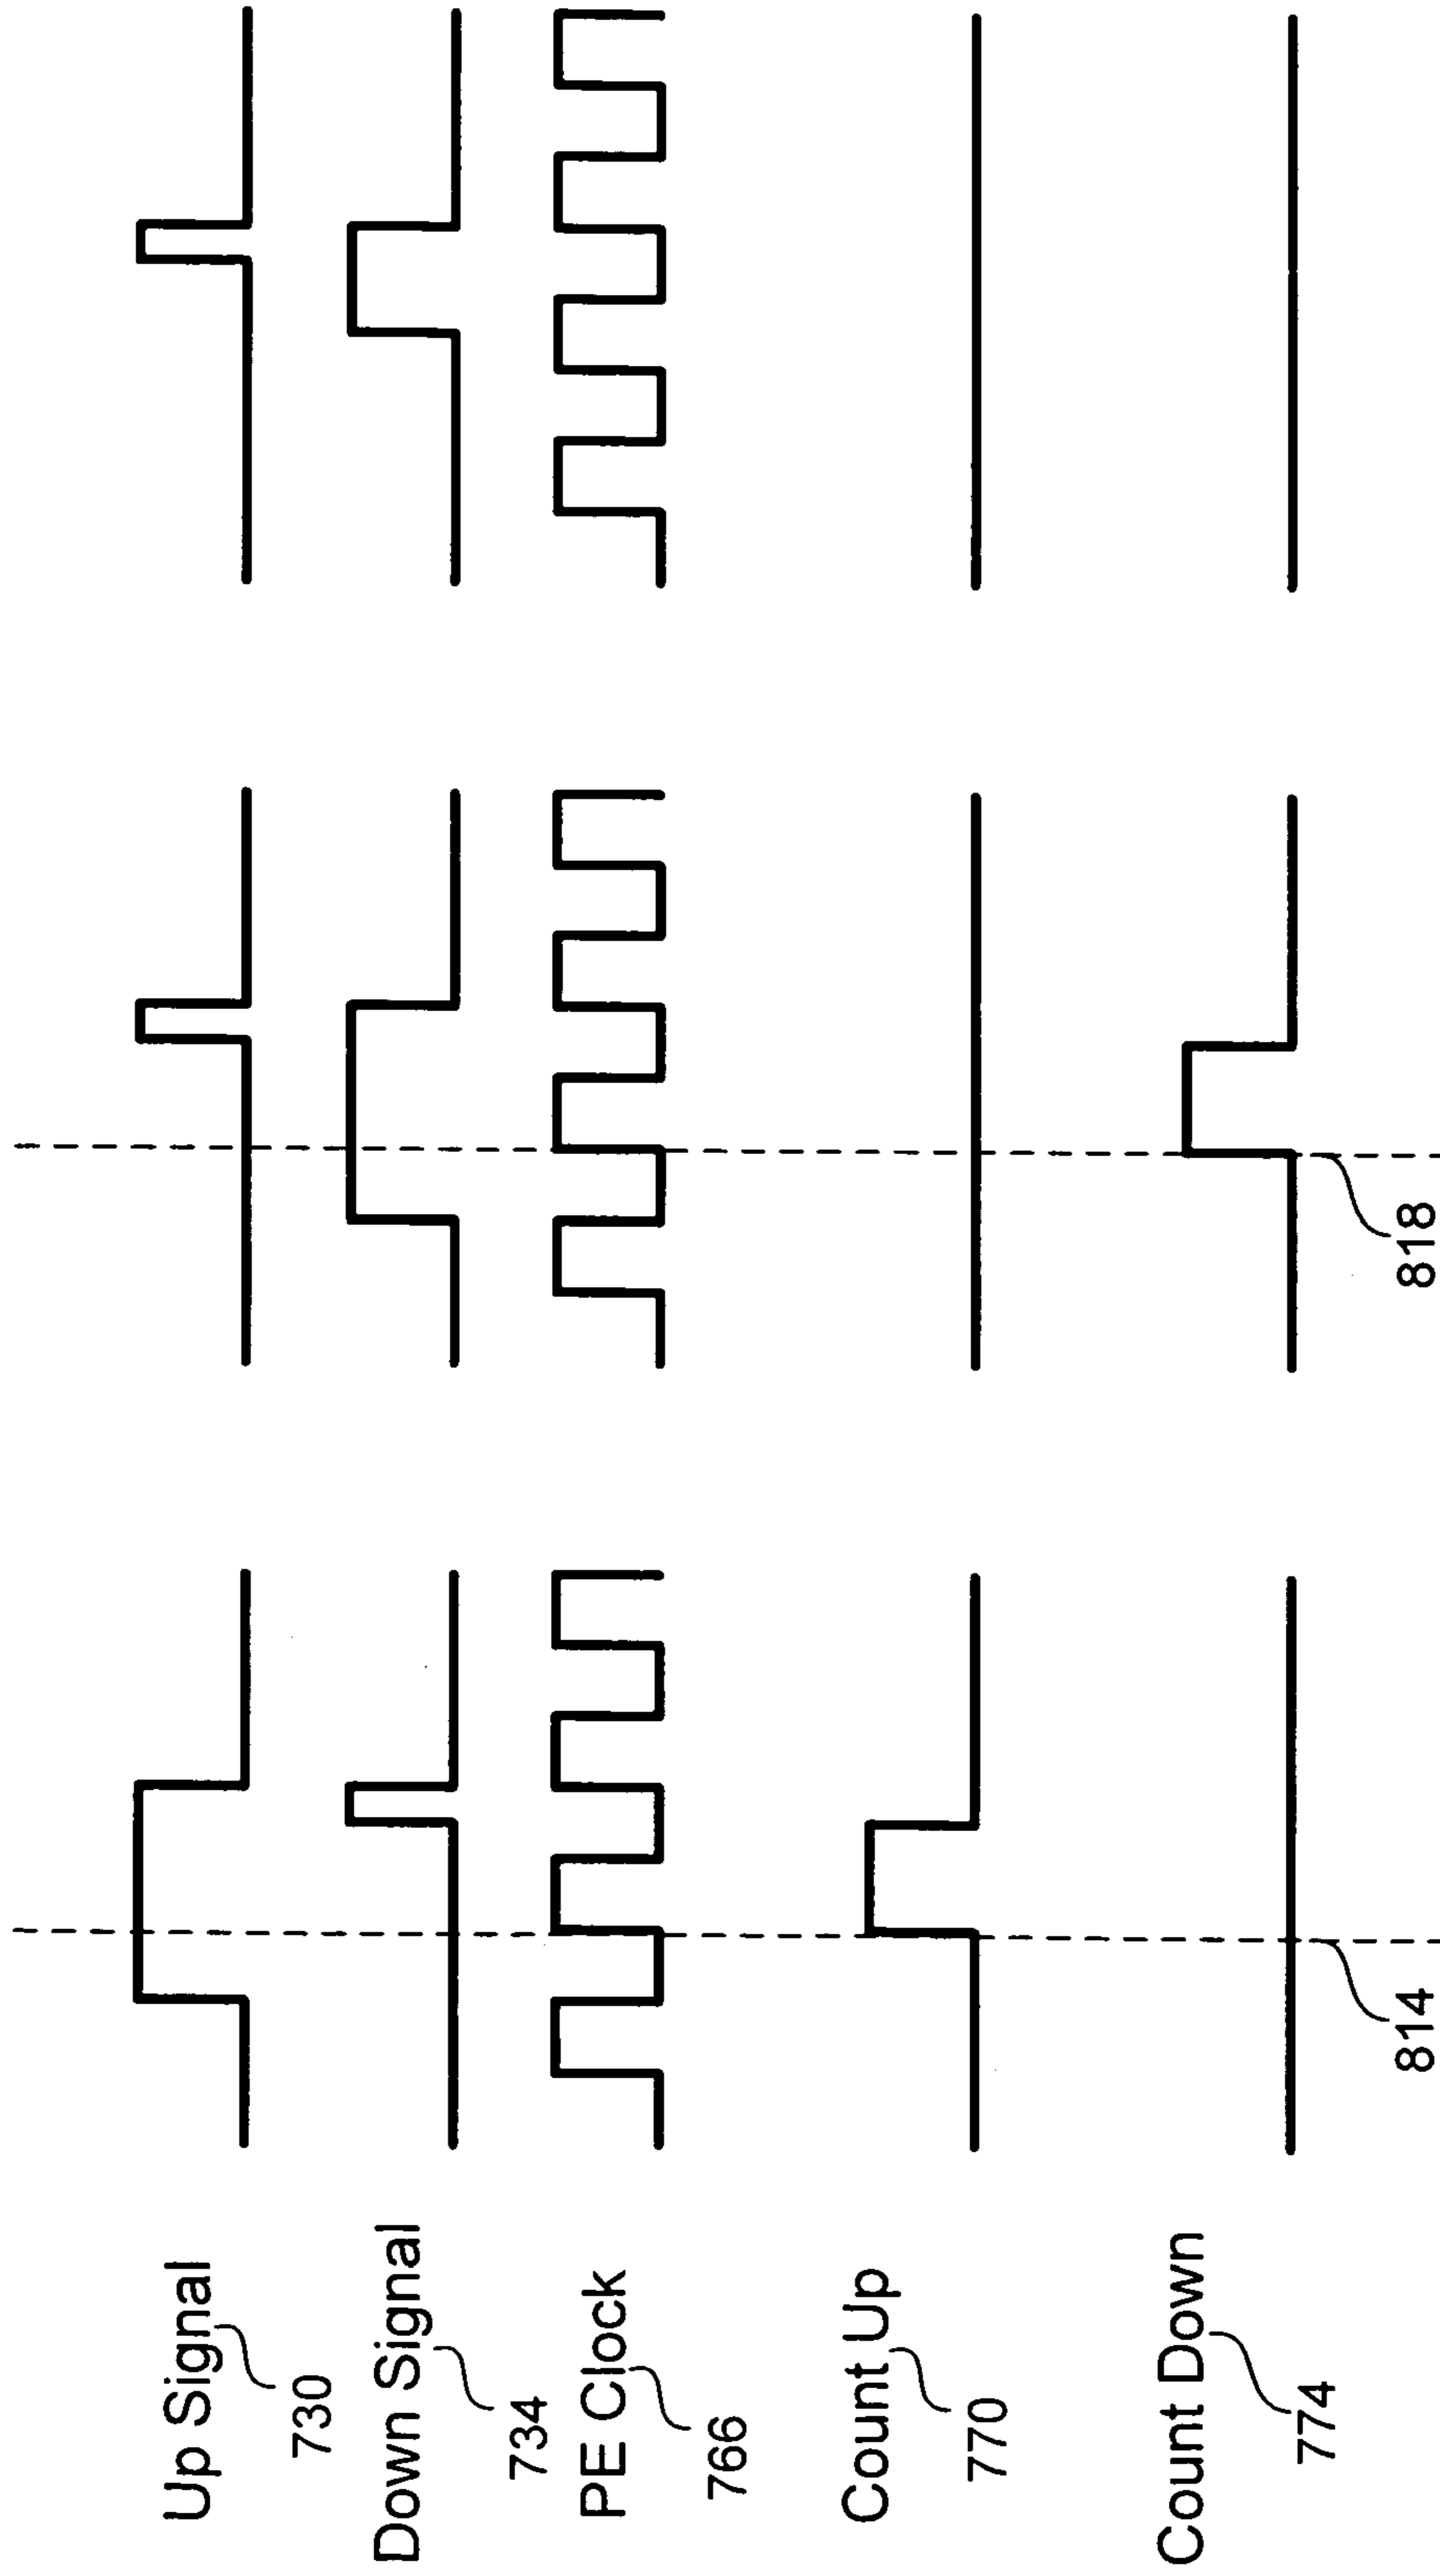 Up Signal
730
Down Signal
734
PE Clock
766
Count Up
770
Count Down
774
814
818